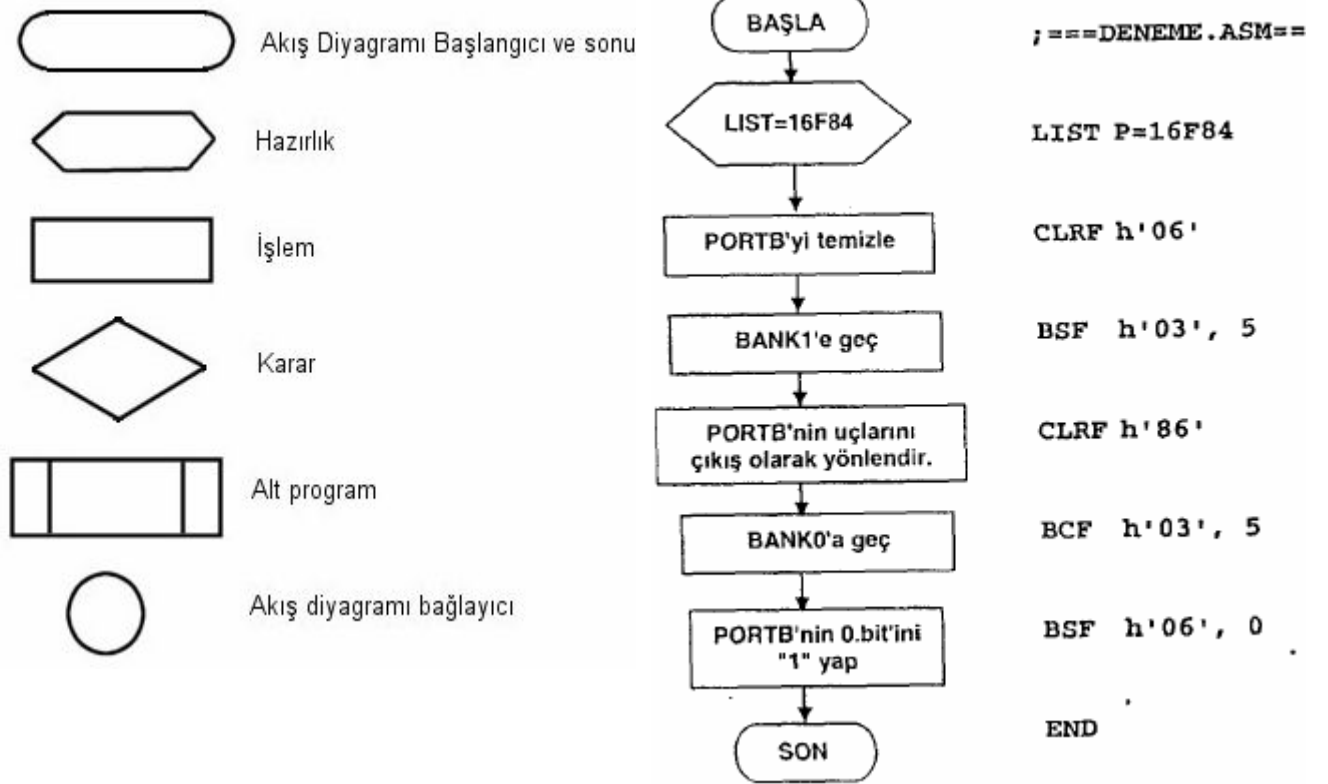 Akış Diyagramı Başlangıcı ve sonu
Hazırlık
İşlem
Karar
Alt program
Akış diyagramı bağlayıcı
BAŞLA
LIST=16F84
PORTB'yi temizle
BANK1'e geç
PORTB'nin uçlarını
çıkış olarak yönlendir.
BANK0'a geç
PORTB'nin 0.bit'ini
"1" yap
SON
;===DENEME.ASM==
LIST P=16F84
CLRF h'06'
BSF h'03', 5
CLRF h'86'
BCF h'03', 5
BSF h'06', 0
END